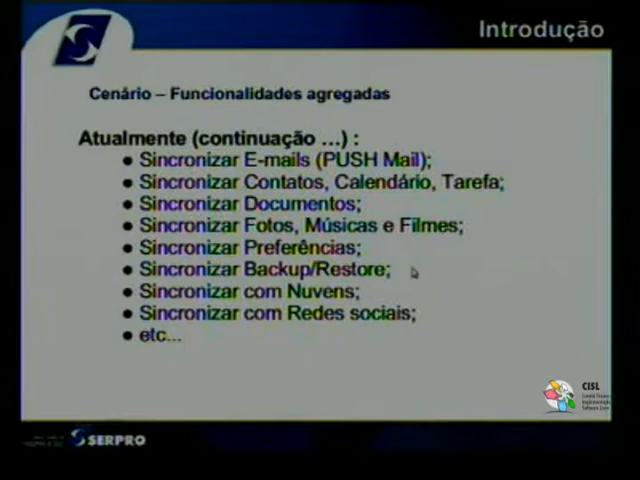 Introdução
Cenário – Funcionalidades agregadas
Atualmente (continuação ...) :
● Sincronizar E-mails (PUSH Mail);
● Sincronizar Contatos, Calendário, Tarefa;
● Sincronizar Documentos;
● Sincronizar Fotos, Músicas e Filmes;
● Sincronizar Preferências;
● Sincronizar Backup/Restore;
● Sincronizar com Nuvens;
● Sincronizar com Redes sociais;
● etc...
CISL
SERPRO